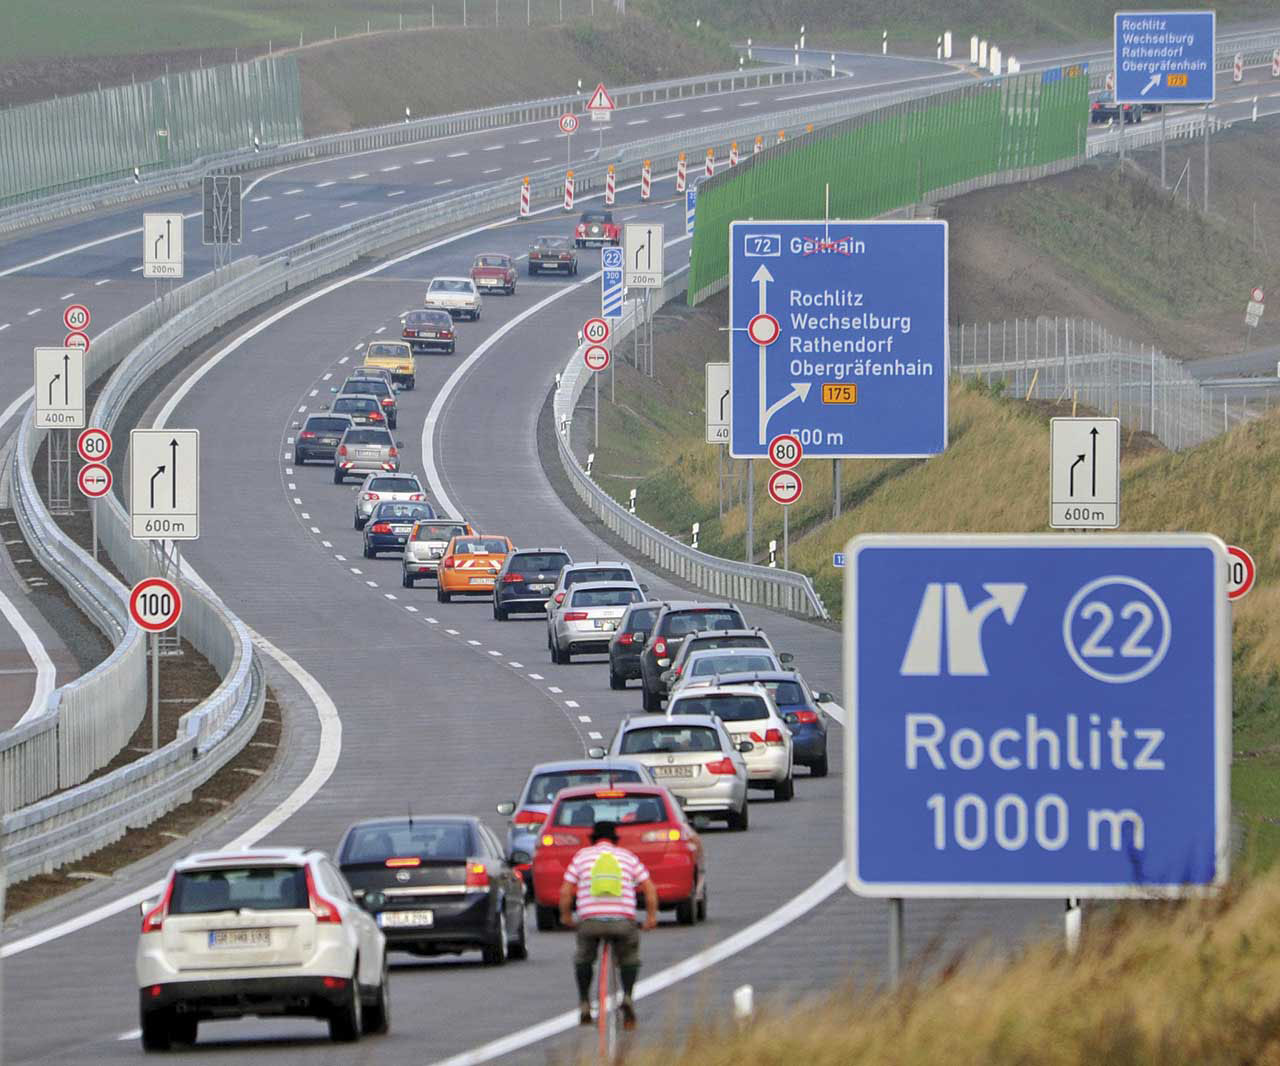 Rochlitz
Wechselburg
Rathendorf
Obergräfenhain
175
60
200m
72 Geithain
22
300 m
200m
Rochlitz
Wechselburg
Rathendorf
Obergräfenhain
175
500 m
60
60
400m
80
600m
80
600m
100
22
Rochlitz
1000 m